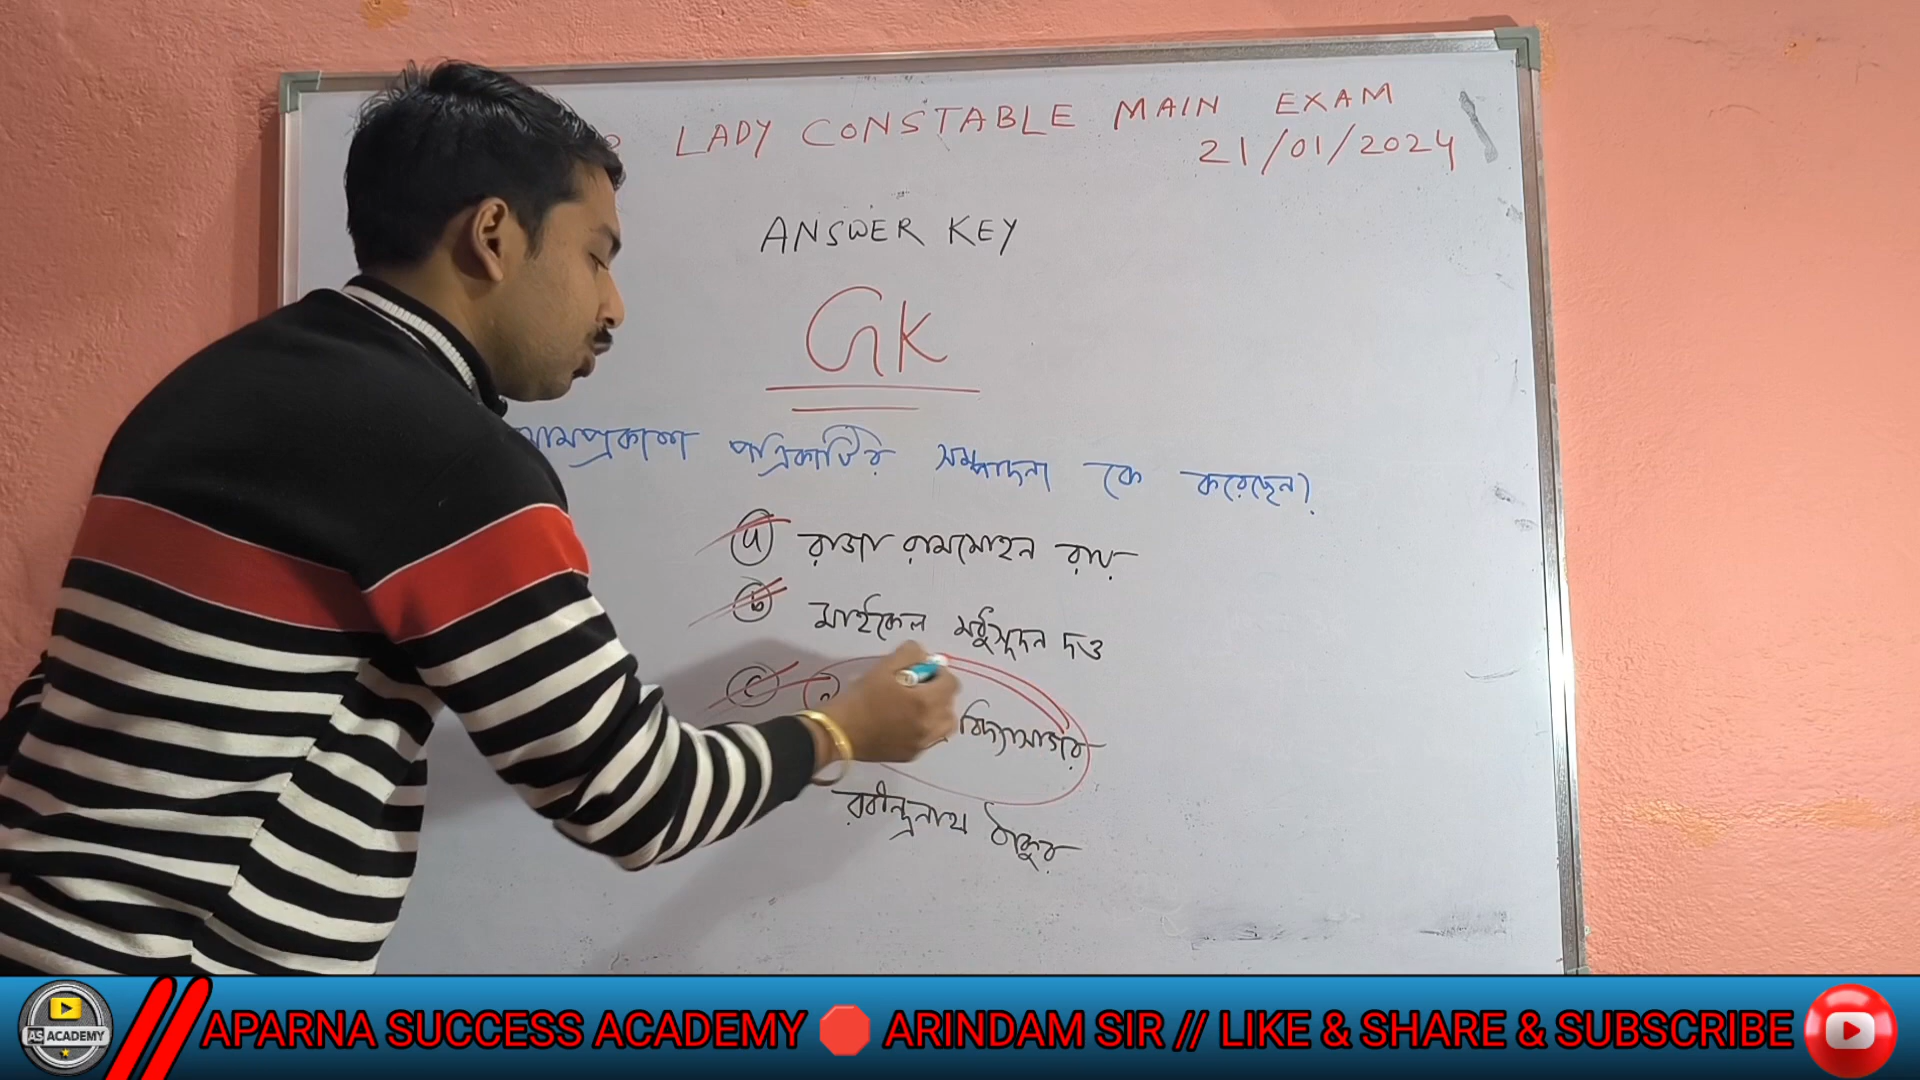 LADY CONSTABLE MAIN EXAM
21/01/2024
ANSWER KEY
GK
পত্রিকাটির সম্পাদনা কে করেছেন?
(a) রাজা রামমোহন রায়
(b) মাইকেল মধুসূদন দত্ত
(c) বিদ্যাসাগর
রবীন্দ্রনাথ ঠাকুর
AS ACADEMY
APARNA SUCCESS ACADEMY 🛑 ARINDAM SIR // LIKE & SHARE & SUBSCRIBE